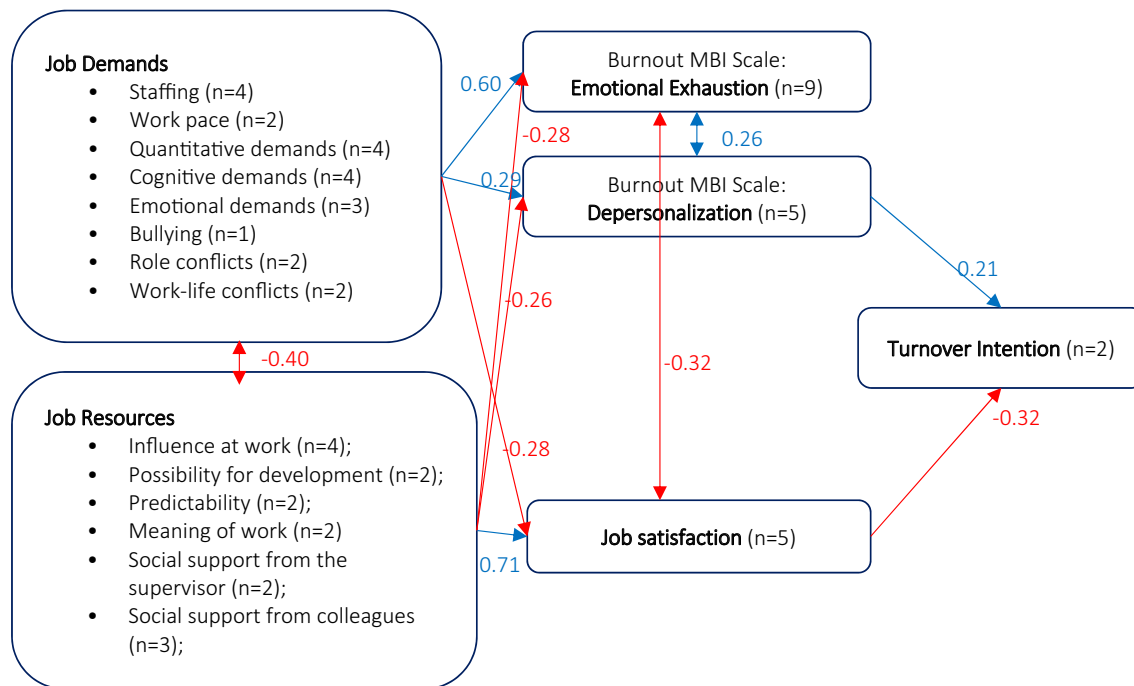 Job Demands
• Staffing (n=4)
• Work pace (n=2)
• Quantitative demands (n=4)
• Cognitive demands (n=4)
• Emotional demands (n=3)
• Bullying (n=1)
• Role conflicts (n=2)
• Work-life conflicts (n=2)
-0.40
Job Resources
• Influence at work (n=4);
• Possibility for development (n=2);
• Predictability (n=2);
• Meaning of work (n=2)
• Social support from the
supervisor (n=2);
• Social support from colleagues
(n=3);
0.60
-0.28
0.29
-0.26
-0.28
0.71
Burnout MBI Scale:
Emotional Exhaustion (n=9)
0.26
Burnout MBI Scale:
Depersonalization (n=5)
-0.32
Job satisfaction (n=5)
0.21
Turnover Intention (n=2)
-0.32